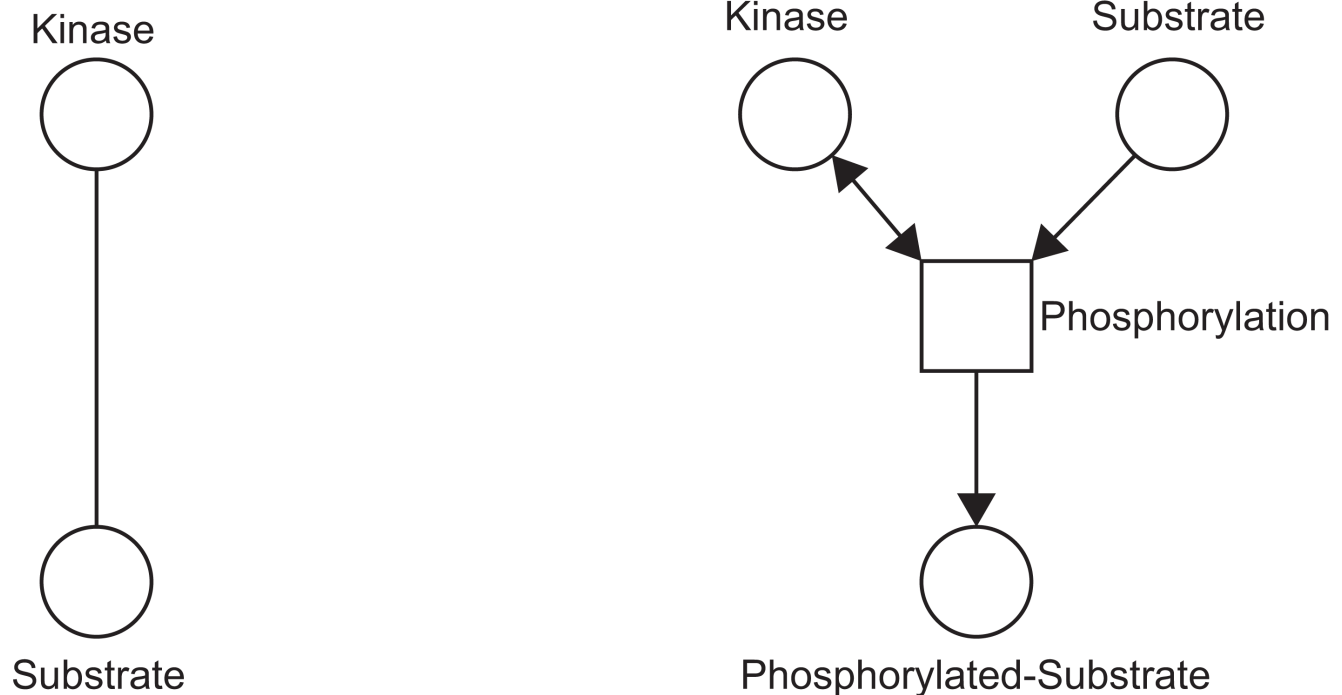 Kinase
Substrate
Kinase
Substrate
Phosphorylation
Phosphorylated-Substrate